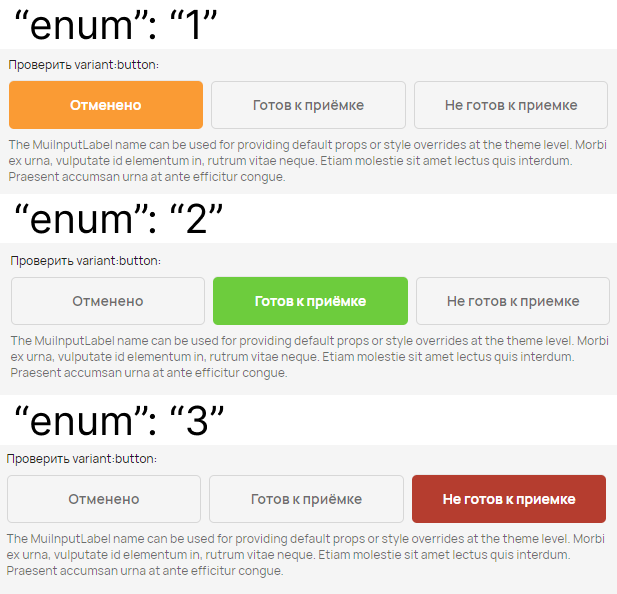 “enum”: “1”
Проверить variant:button:
Отменено Готов к приёмке Не готов к приемке
The MuiInputLabel name can be used for providing default props or style overrides at the theme level. Morbi
ex urna, vulputate id elementum in, rutrum vitae neque. Etiam molestie sit amet lectus quis interdum.
Praesent accumsan urna at ante efficitur congue.
“enum”: “2”
Проверить variant:button:
Отменено Готов к приёмке Не готов к приемке
The MuiInputLabel name can be used for providing default props or style overrides at the theme level. Morbi
ex urna, vulputate id elementum in, rutrum vitae neque. Etiam molestie sit amet lectus quis interdum.
Praesent accumsan urna at ante efficitur congue.
“enum”: “3”
Проверить variant:button:
Отменено Готов к приёмке Не готов к приемке
The MuiInputLabel name can be used for providing default props or style overrides at the theme level. Morbi
ex urna, vulputate id elementum in, rutrum vitae neque. Etiam molestie sit amet lectus quis interdum.
Praesent accumsan urna at ante efficitur congue.